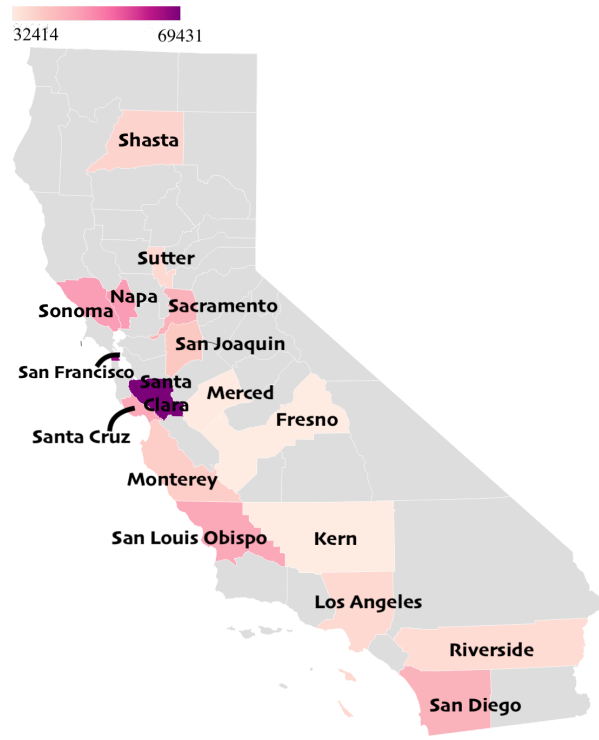 32414 69431
Shasta
Sutter
Napa
Sonoma
Sacramento
San Joaquin
San Francisco
Santa
Clara
Merced
Fresno
Santa Cruz
Monterey
San Louis Obispo
Kern
Los Angeles
Riverside
San Diego